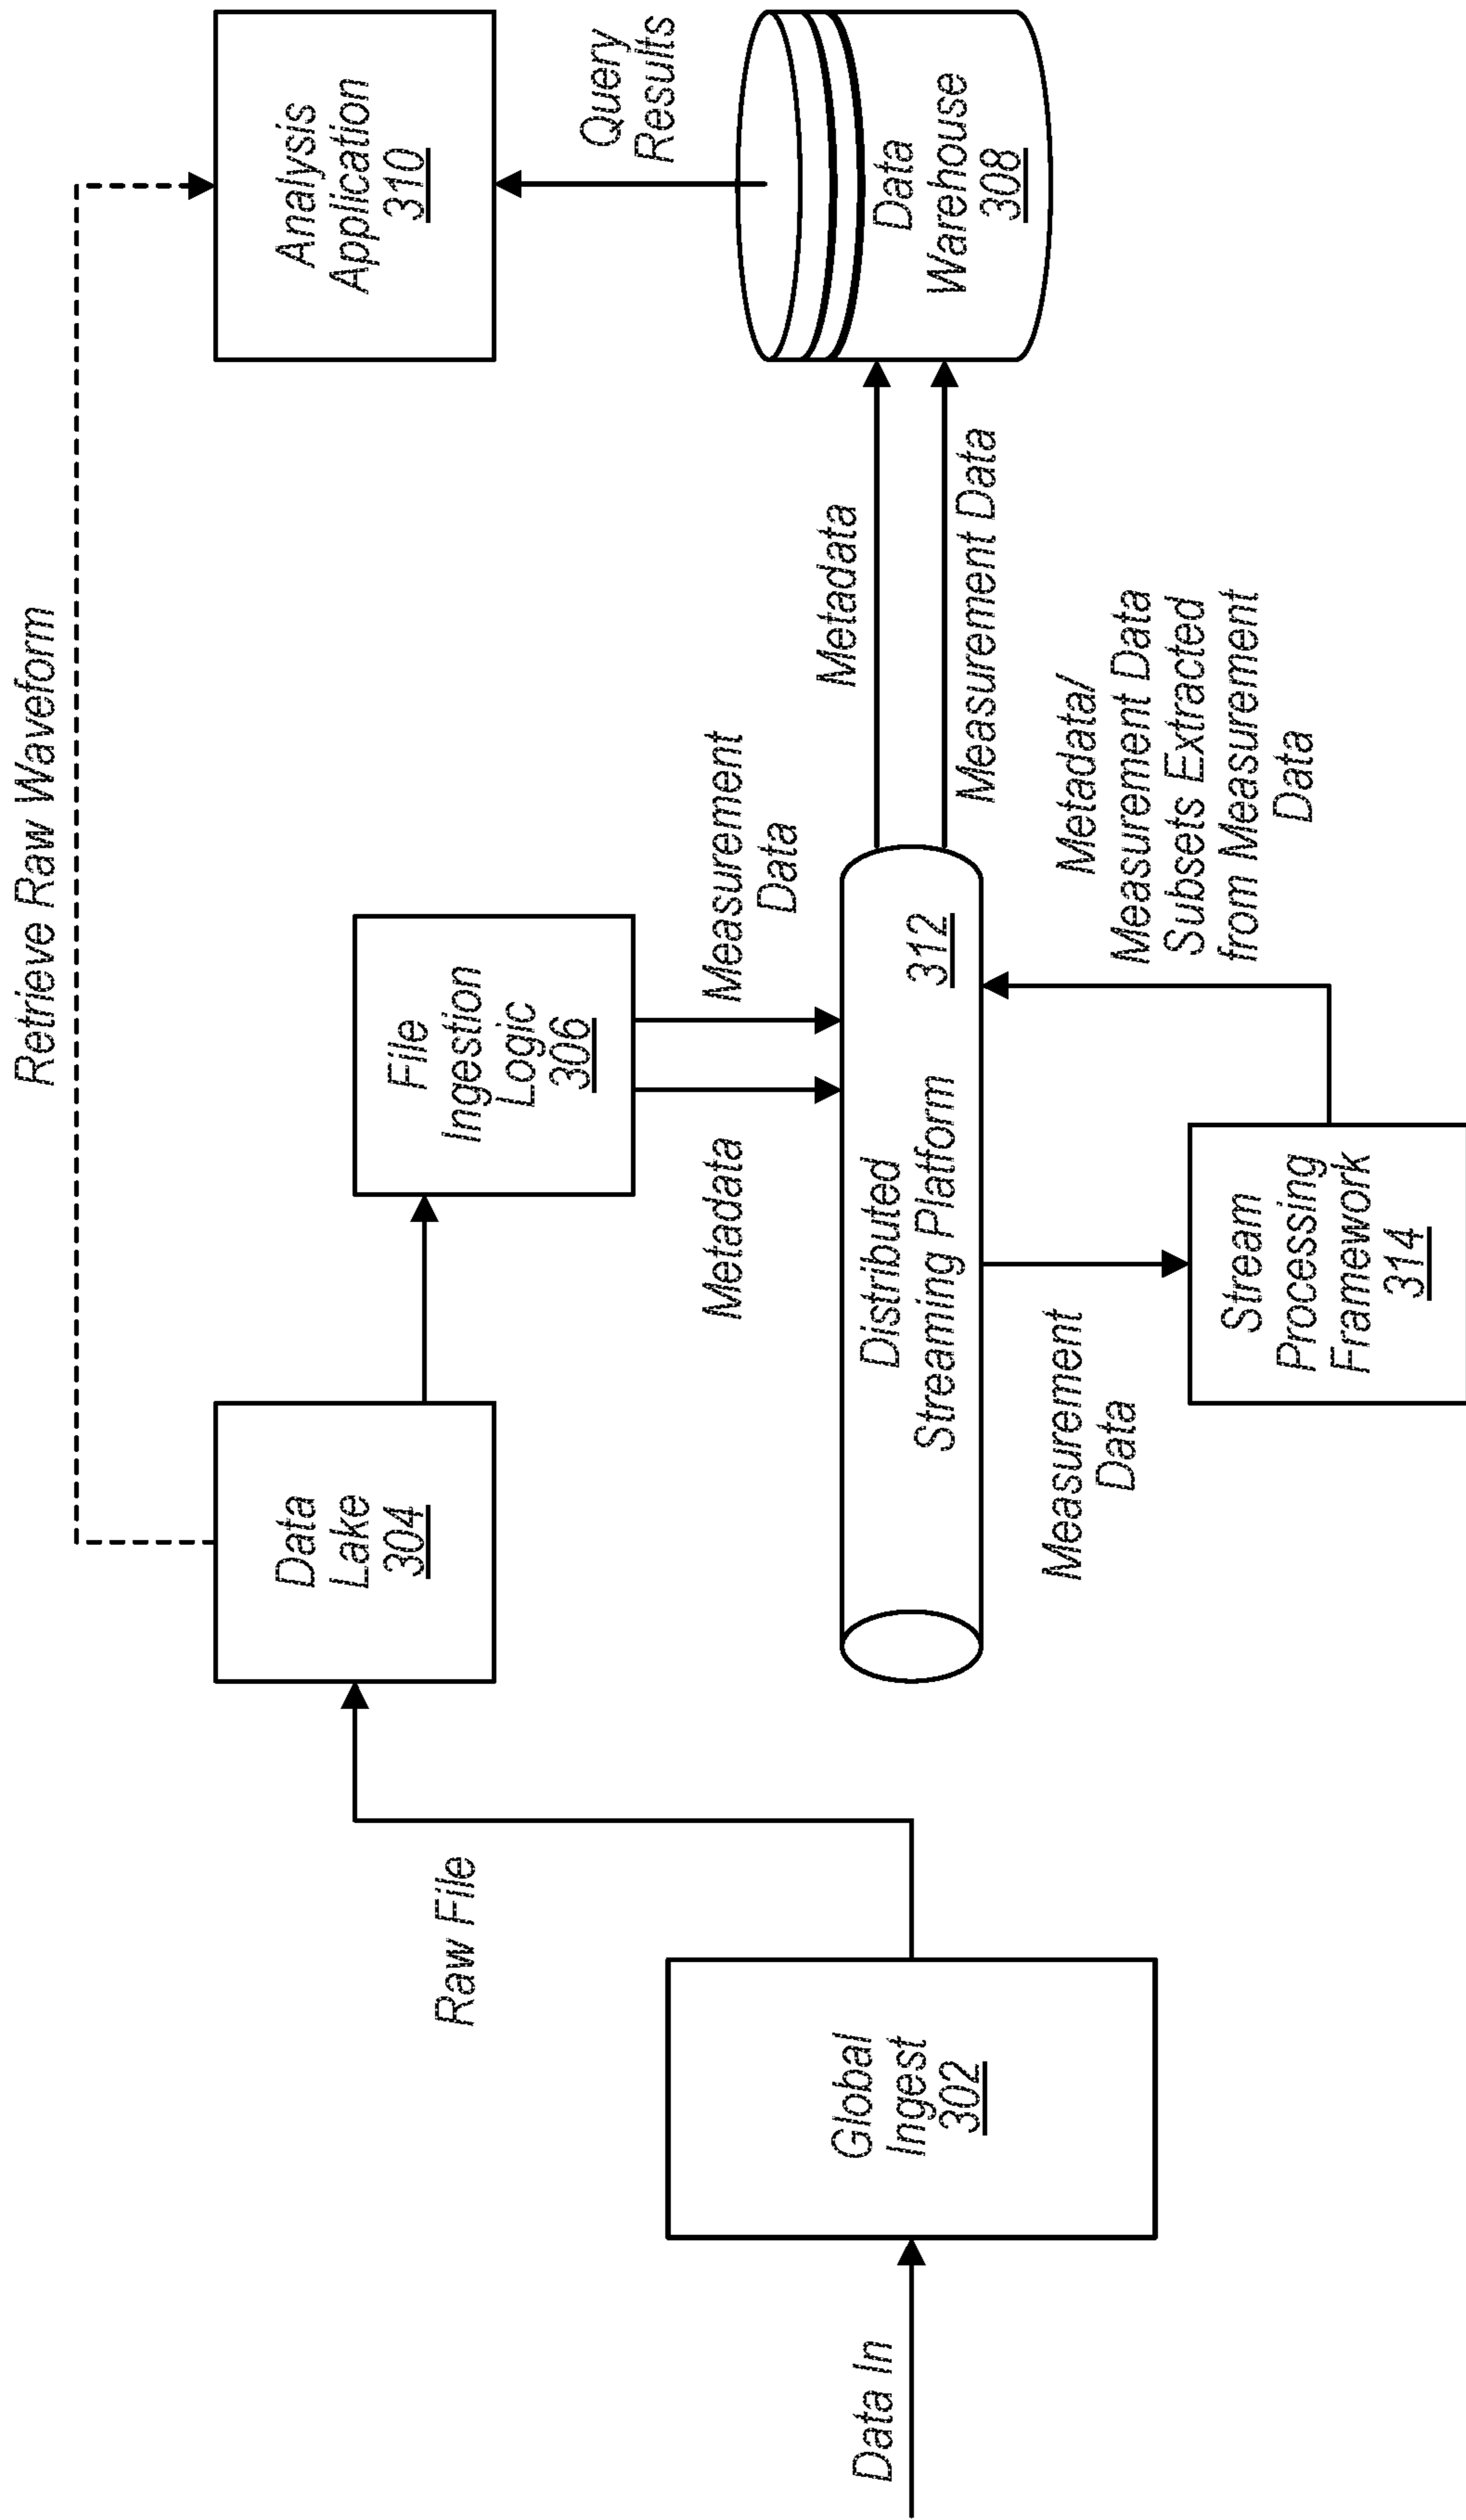 Retrieve Raw Waveform
Data
Lake
304
Analysis
Application
310
File
Ingestion
Logic
306
Raw File
Query
Results
Metadata
Measurement
Data
Global
Ingest
302
Data In
Distributed
Streaming Platform
312
Metadata
Measurement Data
Data
Warehouse
308
Measurement
Data
Metadata/
Measurement Data
Subsets Extracted
from Measurement
Data
Stream
Processing
Framework
314